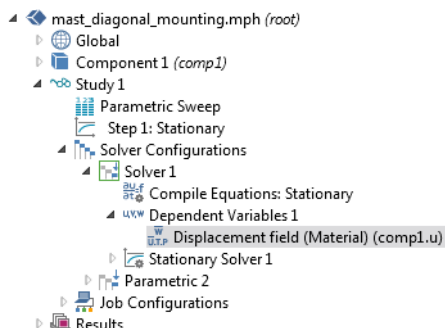 mast_diagonal_mounting.mph (root)
Global
Component 1 (comp1)
Study 1
Parametric Sweep
Step 1: Stationary
Solver Configurations
Solver 1
Compile Equations: Stationary
Dependent Variables 1
Displacement field (Material) (comp1.u)
Stationary Solver 1
Parametric 2
Job Configurations
Results